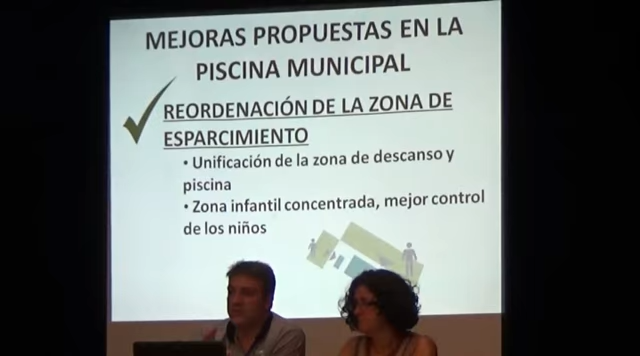 MEJORAS PROPUESTAS EN LA
PISCINA MUNICIPAL
REORDENACIÓN DE LA ZONA DE
ESPARCIMIENTO
• Unificación de la zona de descanso y
piscina
• Zona infantil concentrada, mejor control
de los niños